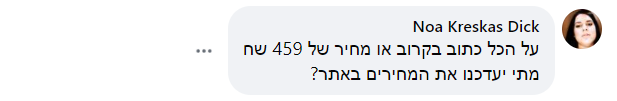 Noa Kreskas Dick
על הכל כתוב בקרוב או מחיר של 459 שח
מתי יעדכנו את המחירים באתר?